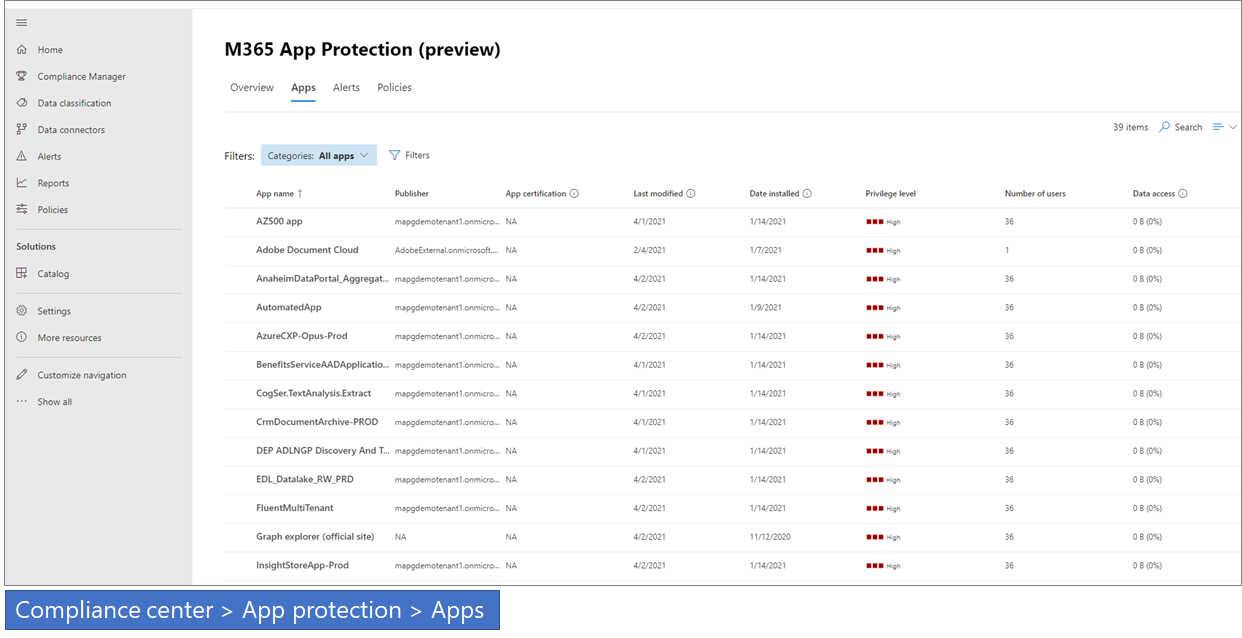 Home
Compliance Manager
Data classification
Data connectors
Alerts
Reports
Policies
Solutions
Catalog
Settings
More resources
Customize navigation
Show all
M365 App Protection (preview)
Overview Apps Alerts Policies
39 items Search
Filters: Categories: All apps Filters
App name ↑ Publisher App certification Last modified Date installed Privilege level Number of users Data access
AZ500 app mapgdemotenant1.onmicro... NA 4/1/2021 1/14/2021 High 36 0 B (0%)
Adobe Document Cloud AdobeExternal.onmicrosoft.... NA 2/4/2021 1/7/2021 High 1 0 B (0%)
AnaheimDataPortal_Aggregat... mapgdemotenant1.onmicro... NA 4/2/2021 1/14/2021 High 36 0 B (0%)
AutomatedApp mapgdemotenant1.onmicro... NA 4/2/2021 1/9/2021 High 36 0 B (0%)
AzureCXP-Opus-Prod mapgdemotenant1.onmicro... NA 4/2/2021 1/14/2021 High 36 0 B (0%)
BenefitsServiceAADApplicatio... mapgdemotenant1.onmicro... NA 4/1/2021 1/14/2021 High 36 0 B (0%)
CogSer.TextAnalysis.Extract mapgdemotenant1.onmicro... NA 4/1/2021 1/14/2021 High 36 0 B (0%)
CrmDocumentArchive-PROD mapgdemotenant1.onmicro... NA 4/1/2021 1/14/2021 High 36 0 B (0%)
DEP ADLNGP Discovery And T... mapgdemotenant1.onmicro... NA 4/1/2021 1/14/2021 High 36 0 B (0%)
EDL_Datalake_RW_PRD mapgdemotenant1.onmicro... NA 4/2/2021 1/14/2021 High 36 0 B (0%)
FluentMultiTenant mapgdemotenant1.onmicro... NA 4/2/2021 1/14/2021 High 36 0 B (0%)
Graph explorer (official site) NA NA 4/2/2021 11/12/2020 High 36 0 B (0%)
InsightStoreApp-Prod mapgdemotenant1.onmicro... NA 4/2/2021 1/14/2021 High 36 0 B (0%)
Compliance center > App protection > Apps